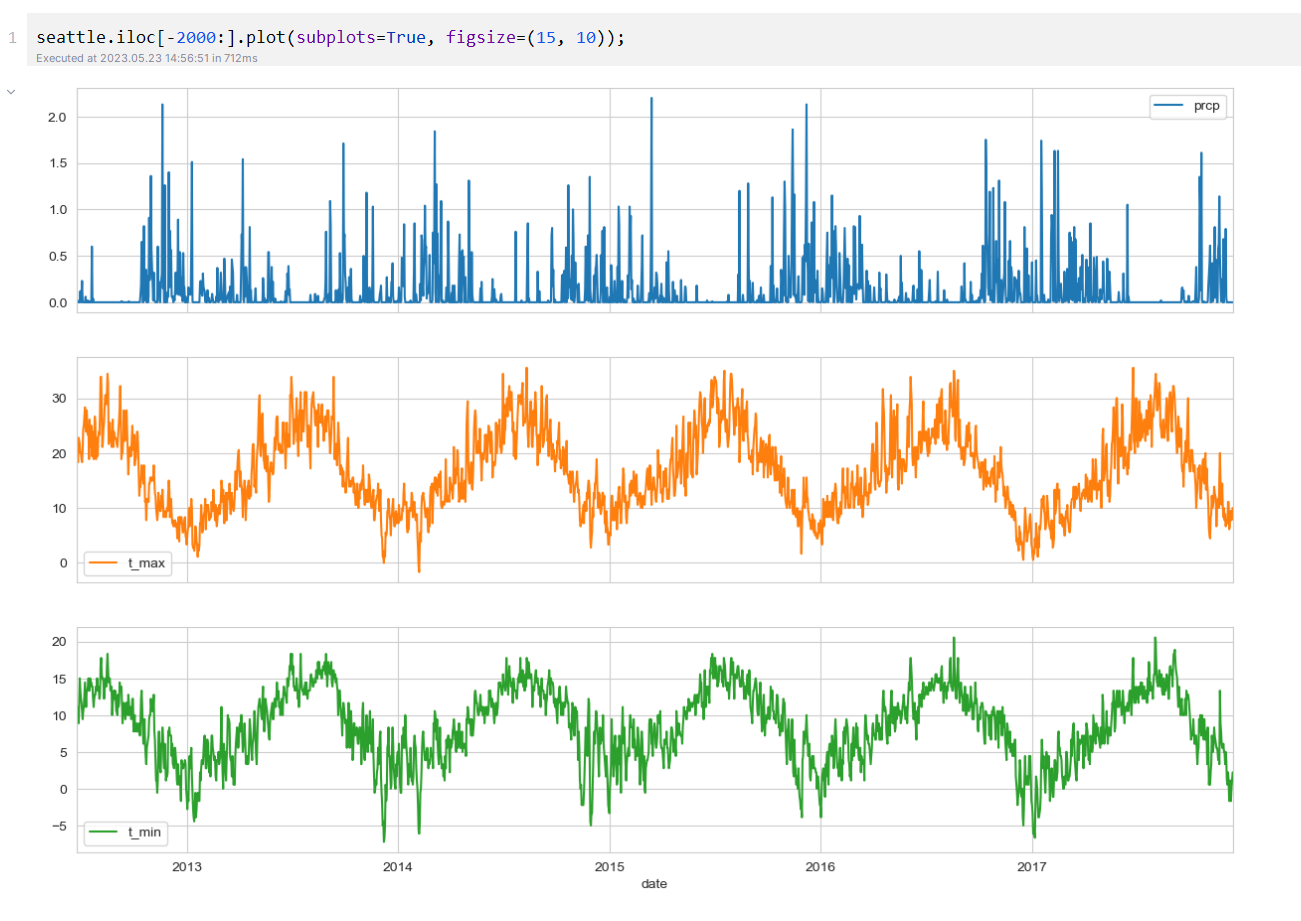 1 seattle.iloc[-2000:].plot(subplots=True, figsize=(15, 10));
Executed at 2023.05.23 14:56:51 in 712ms
prcp
2.0
1.5
1.0
0.5
0.0
30
20
10
0
t_max
20
15
10
5
0
−5
t_min
2013 2014 2015 2016 2017
date